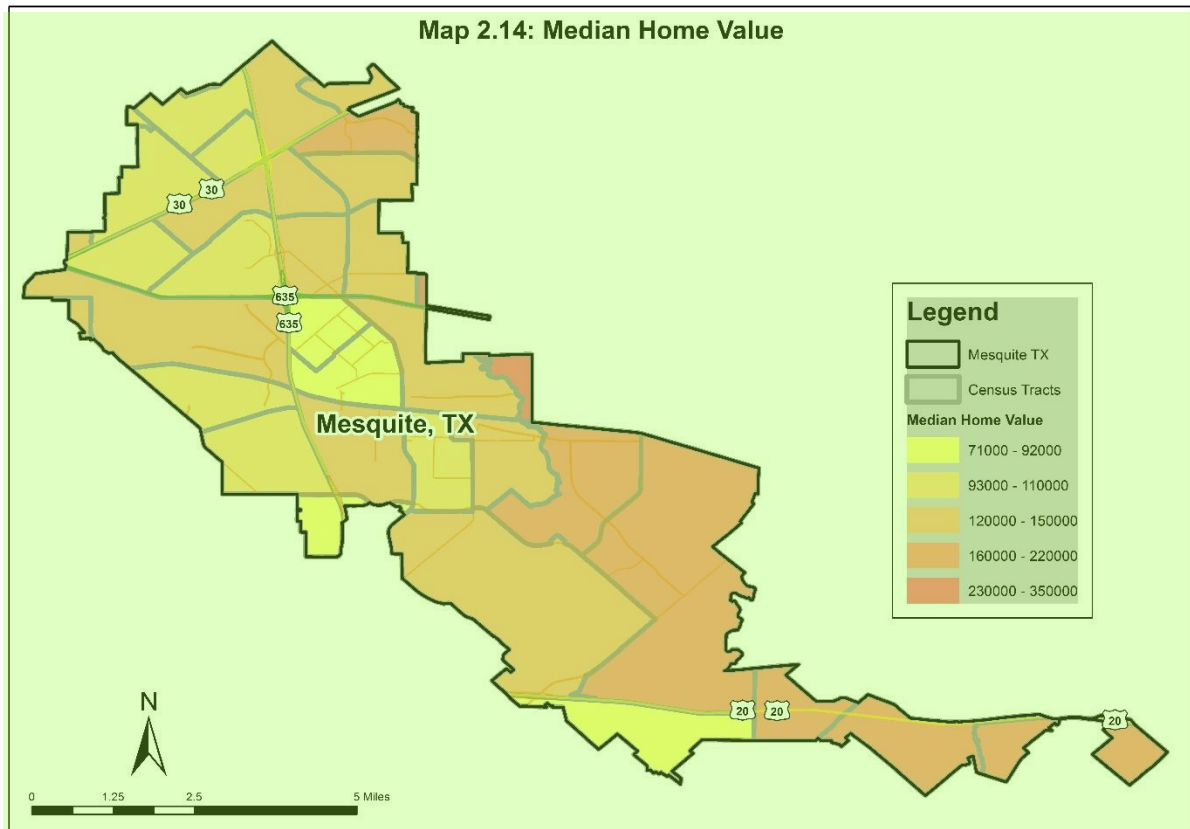 Map 2.14: Median Home Value
30
30
635
635
Mesquite, TX
Legend
Mesquite TX
Census Tracts
Median Home Value
71000 - 92000
93000 - 110000
120000 - 150000
160000 - 220000
230000 - 350000
20
20
20
N
0 1.25 2.5 5 Miles